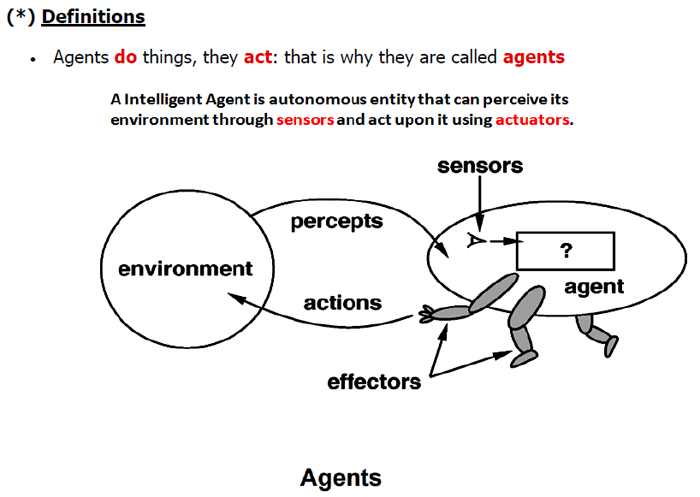 (*) Definitions
• Agents do things, they act: that is why they are called agents
A Intelligent Agent is autonomous entity that can perceive its
environment through sensors and act upon it using actuators.
sensors
percepts
?
environment
agent
actions
effectors
Agents